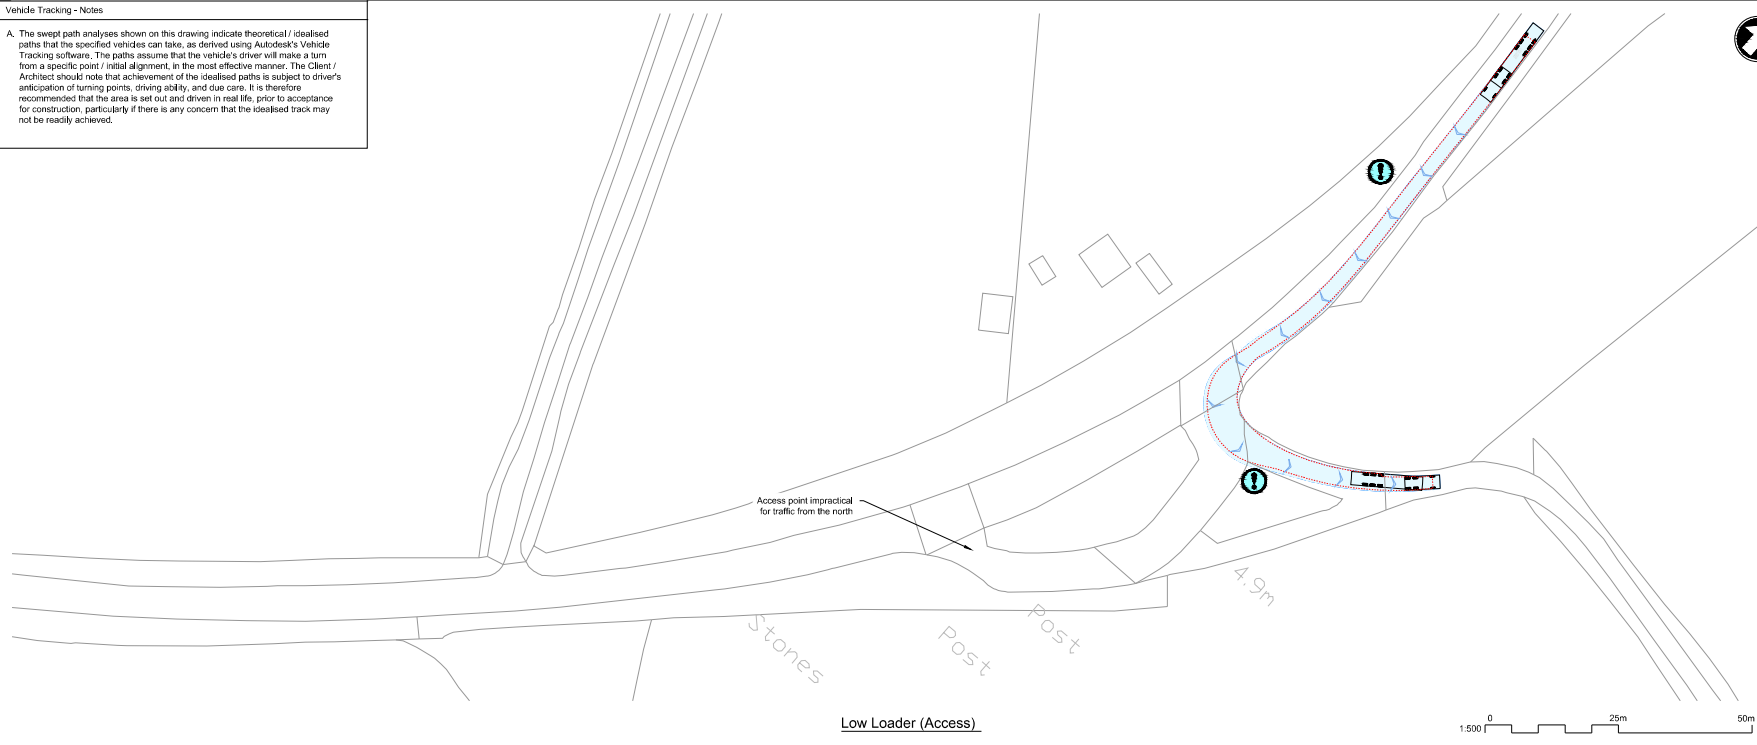 Vehicle Tracking - Notes
A. The swept path analyses shown on this drawing indicate theoretical / idealised
paths that the specified vehicles can take, as derived using Autodesk's Vehicle
Tracking software. The paths assume that the vehicle's driver will make a turn
from a specific point / initial alignment, in the most effective manner. The Client /
Architect should note that achievement of the idealised paths is subject to driver's
anticipation of turning points, driving ability, and due care. It is therefore
recommended that the area is set out and driven in real life, prior to acceptance
for construction, particularly if there is any concern that the idealised track may
not be readily achieved.
!
Access point impractical
for traffic from the north
!
4.9m
Post
Stones
Post
Low Loader (Access)
1:500
0
25m
50m